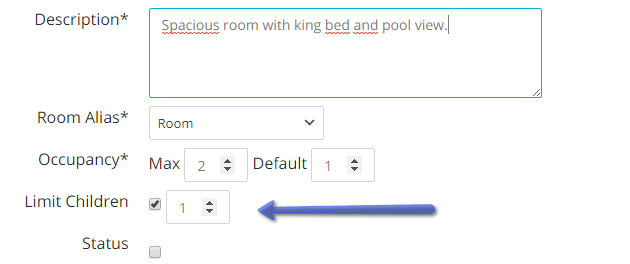 Description* Spacious room with king bed and pool view.
Room Alias* Room
Occupancy* Max 2 Default 1
Limit Children 1
Status